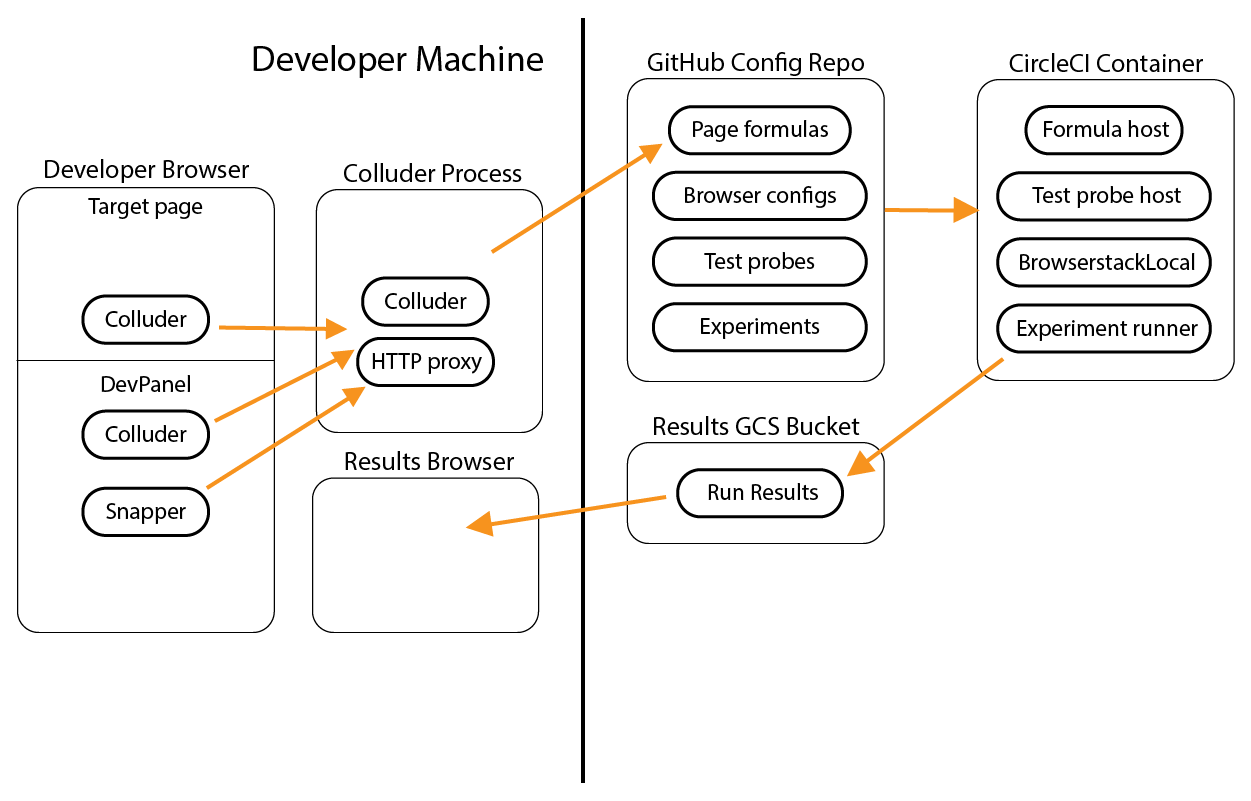 Developer Machine
Developer Browser
Target page
Colluder
DevPanel
Colluder
Snapper
Colluder Process
Colluder
HTTP proxy
Results Browser
GitHub Config Repo
Page formulas
Browser configs
Test probes
Experiments
Results GCS Bucket
Run Results
CircleCI Container
Formula host
Test probe host
BrowserstackLocal
Experiment runner